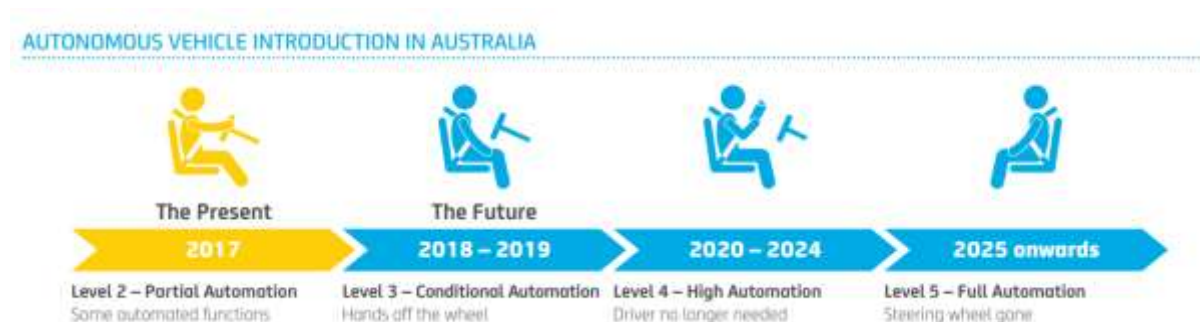 AUTONOMOUS VEHICLE INTRODUCTION IN AUSTRALIA
The Present
The Future
2017
2018 – 2019
2020 – 2024
2025 onwards
Level 2 – Partial Automation
Level 3 – Conditional Automation
Level 4 – High Automation
Level 5 – Full Automation
Some automated functions
Hands off the wheel
Driver no longer needed
Steering wheel gone